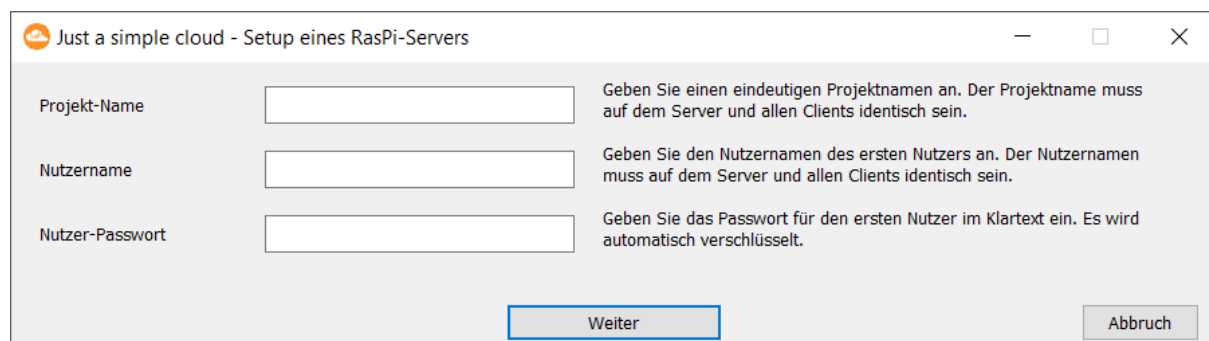 Just a simple cloud - Setup eines RasPi-Servers
Projekt-Name
Geben Sie einen eindeutigen Projektnamen an. Der Projektname muss
auf dem Server und allen Clients identisch sein.
Nutzername
Geben Sie den Nutzernamen des ersten Nutzers an. Der Nutzernamen
muss auf dem Server und allen Clients identisch sein.
Nutzer-Passwort
Geben Sie das Passwort für den ersten Nutzer im Klartext ein. Es wird
automatisch verschlüsselt.
Weiter
Abbruch